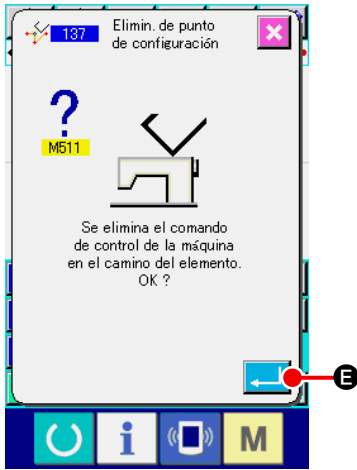 137
Elimin. de punto
de configuración
?
M511
Se elimina el comando
de control de la máquina
en el camino del elemento.
OK ?
E
i
M